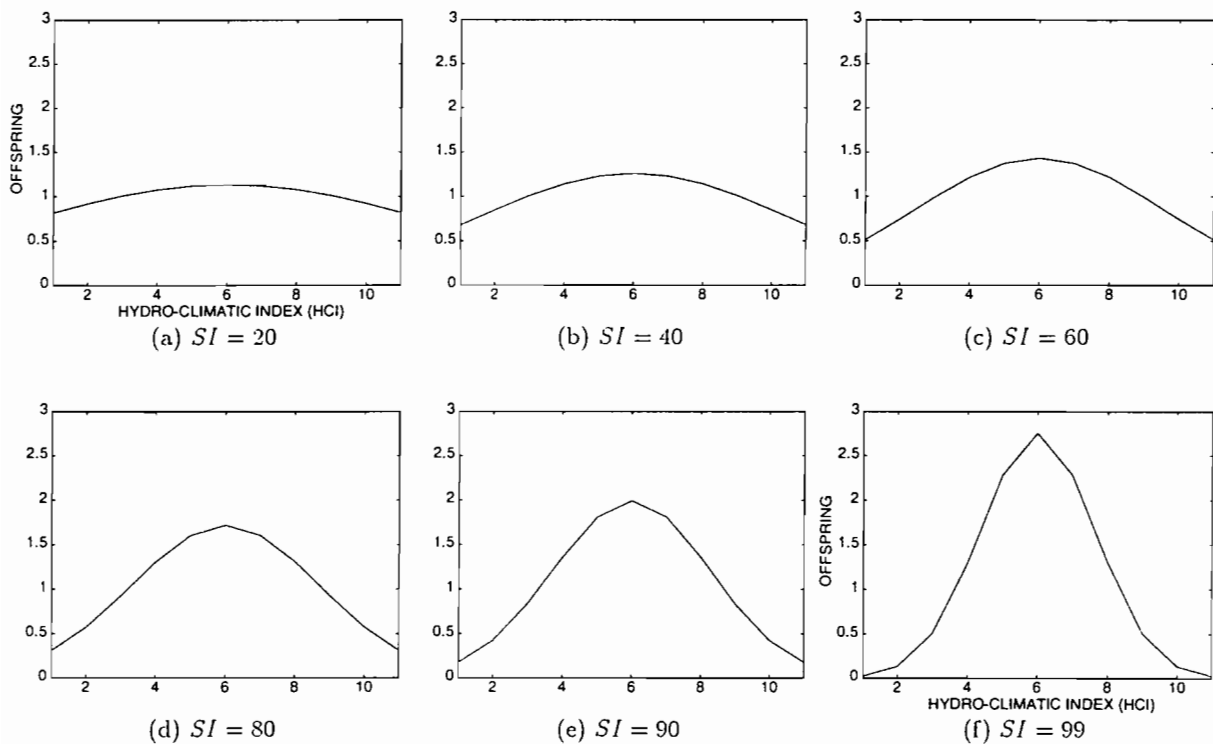 3
2.5
2
1.5
1
0.5
0
OFFSPRING
2 4 6 8 10
HYDRO-CLIMATIC INDEX (HCI)
(a) SI = 20
3
2.5
2
1.5
1
0.5
0
2 4 6 8 10
(b) SI = 40
3
2.5
2
1.5
1
0.5
0
2 4 6 8 10
(c) SI = 60
3
2.5
2
1.5
1
0.5
0
2 4 6 8 10
(d) SI = 80
3
2.5
2
1.5
1
0.5
0
2 4 6 8 10
(e) SI = 90
3
2.5
2
1.5
1
0.5
0
OFFSPRING
2 4 6 8 10
HYDRO-CLIMATIC INDEX (HCI)
(f) SI = 99